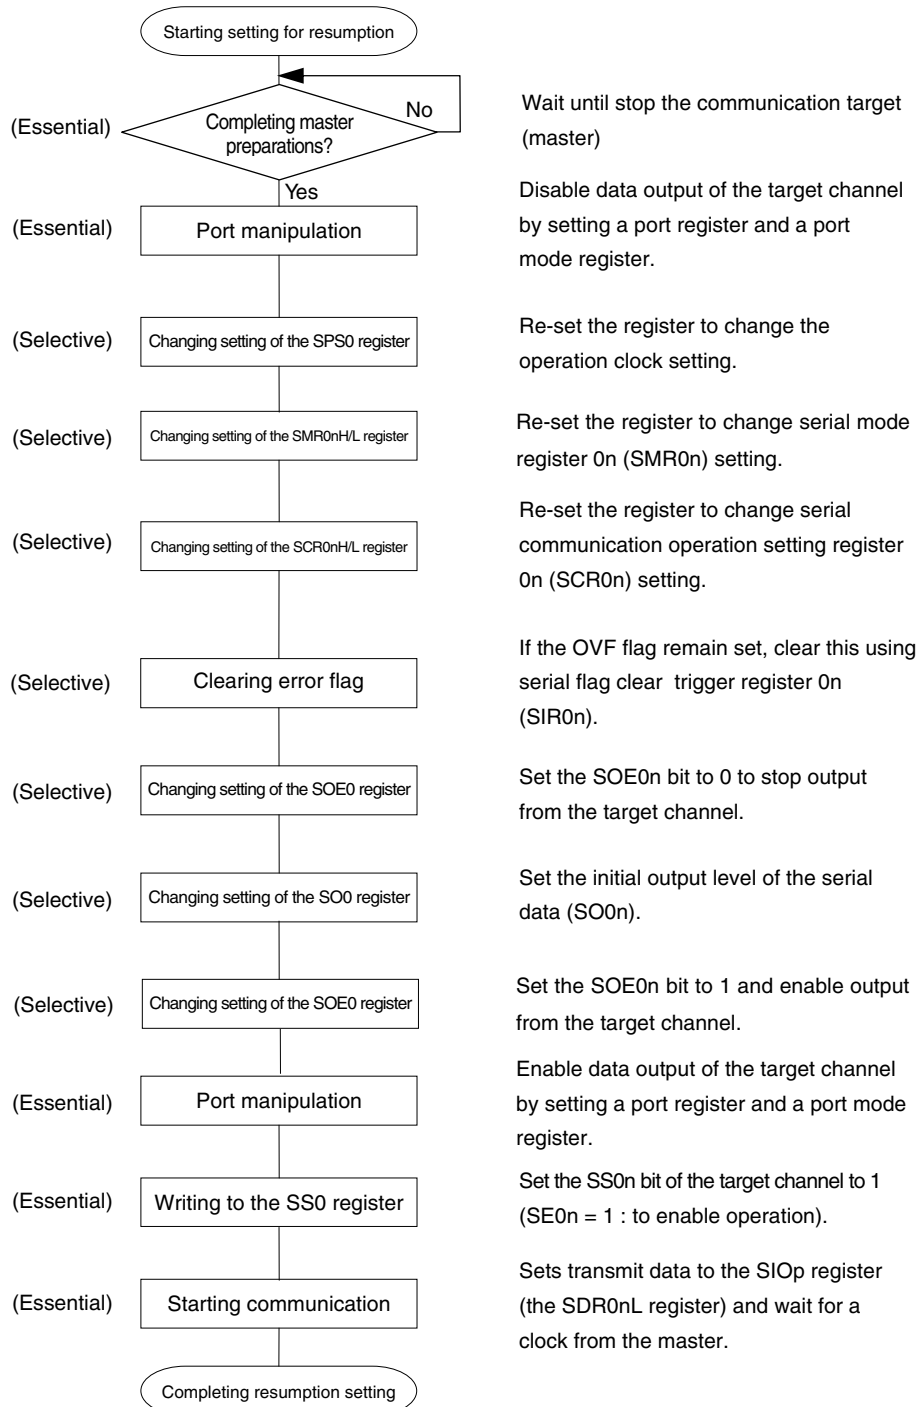 Starting setting for resumption
No
Wait until stop the communication target
(Essential)
Completing master
preparations?
(master)
Yes
Disable data output of the target channel
(Essential)
Port manipulation
by setting a port register and a port
mode register.
(Selective)
Changing setting of the SPS0 register
Re-set the register to change the
operation clock setting.
(Selective)
Changing setting of the SMR0nH/L register
Re-set the register to change serial mode
register 0n (SMR0n) setting.
(Selective)
Changing setting of the SCR0nH/L register
Re-set the register to change serial
communication operation setting register
0n (SCR0n) setting.
(Selective)
Clearing error flag
If the OVF flag remain set, clear this using
serial flag clear  trigger register 0n
(SIR0n).
(Selective)
Changing setting of the SOE0 register
Set the SOE0n bit to 0 to stop output
from the target channel.
(Selective)
Changing setting of the SO0 register
Set the initial output level of the serial
data (SO0n).
(Selective)
Changing setting of the SOE0 register
Set the SOE0n bit to 1 and enable output
from the target channel.
(Essential)
Port manipulation
Enable data output of the target channel
by setting a port register and a port mode
register.
(Essential)
Writing to the SS0 register
Set the SS0n bit of the target channel to 1
(SE0n = 1 : to enable operation).
(Essential)
Starting communication
Sets transmit data to the SIOp register
(the SDR0nL register) and wait for a
clock from the master.
Completing resumption setting